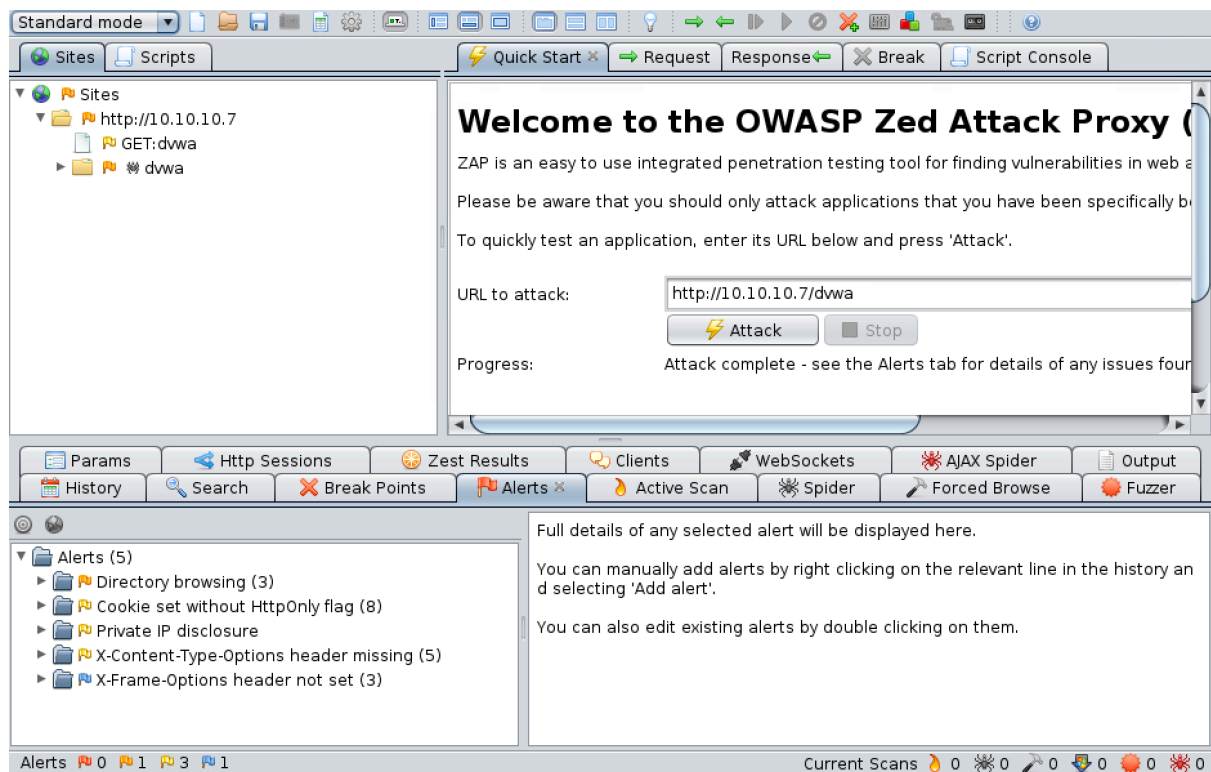 Standard mode
Sites Scripts
Quick Start Request Response Break Script Console
Sites
http://10.10.10.7
GET:dvwa
dvwa
Welcome to the OWASP Zed Attack Proxy (
ZAP is an easy to use integrated penetration testing tool for finding vulnerabilities in web a
Please be aware that you should only attack applications that you have been specifically b
To quickly test an application, enter its URL below and press 'Attack'.
URL to attack: http://10.10.10.7/dvwa
Attack Stop
Progress: Attack complete - see the Alerts tab for details of any issues four
Params Http Sessions Zest Results Clients WebSockets AJAX Spider Output
History Search Break Points Alerts Active Scan Spider Forced Browse Fuzzer
Alerts (5)
Directory browsing (3)
Cookie set without HttpOnly flag (8)
Private IP disclosure
X-Content-Type-Options header missing (5)
X-Frame-Options header not set (3)
Full details of any selected alert will be displayed here.
You can manually add alerts by right clicking on the relevant line in the history an
d selecting 'Add alert'.
You can also edit existing alerts by double clicking on them.
Alerts 0 1 3 1 Current Scans 0 0 0 0 0 0